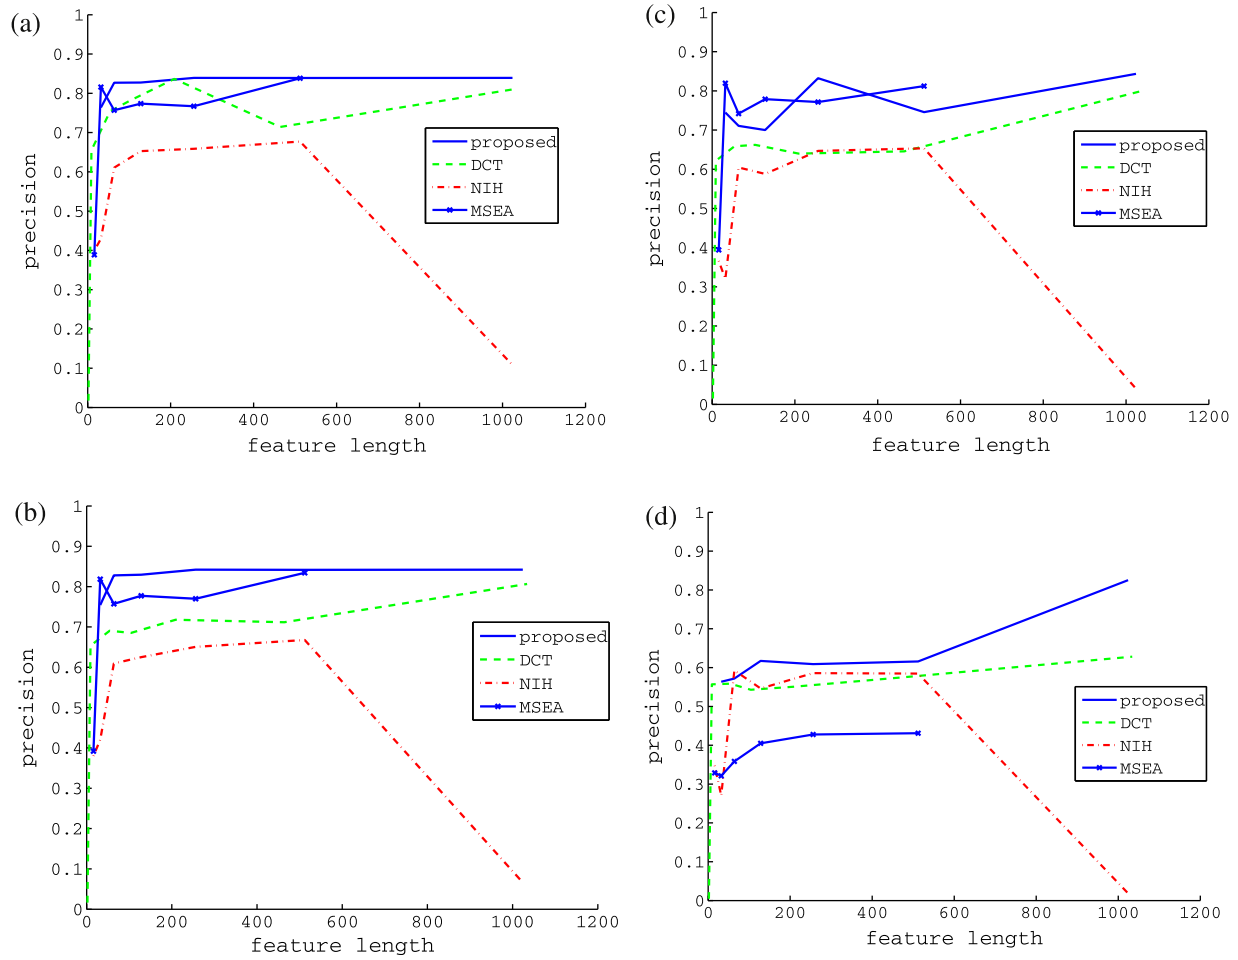 (a)
1
0.9
0.8
0.7
0.6
0.5
0.4
0.3
0.2
0.1
0
precision
0 200 400 600 800 1000 1200
feature length
proposed
DCT
NIH
MSEA
(c)
1
0.9
0.8
0.7
0.6
0.5
0.4
0.3
0.2
0.1
0
precision
0 200 400 600 800 1000 1200
feature length
proposed
DCT
NIH
MSEA
(b)
1
0.9
0.8
0.7
0.6
0.5
0.4
0.3
0.2
0.1
0
precision
0 200 400 600 800 1000 1200
feature length
proposed
DCT
NIH
MSEA
(d)
1
0.9
0.8
0.7
0.6
0.5
0.4
0.3
0.2
0.1
0
precision
0 200 400 600 800 1000 1200
feature length
proposed
DCT
NIH
MSEA